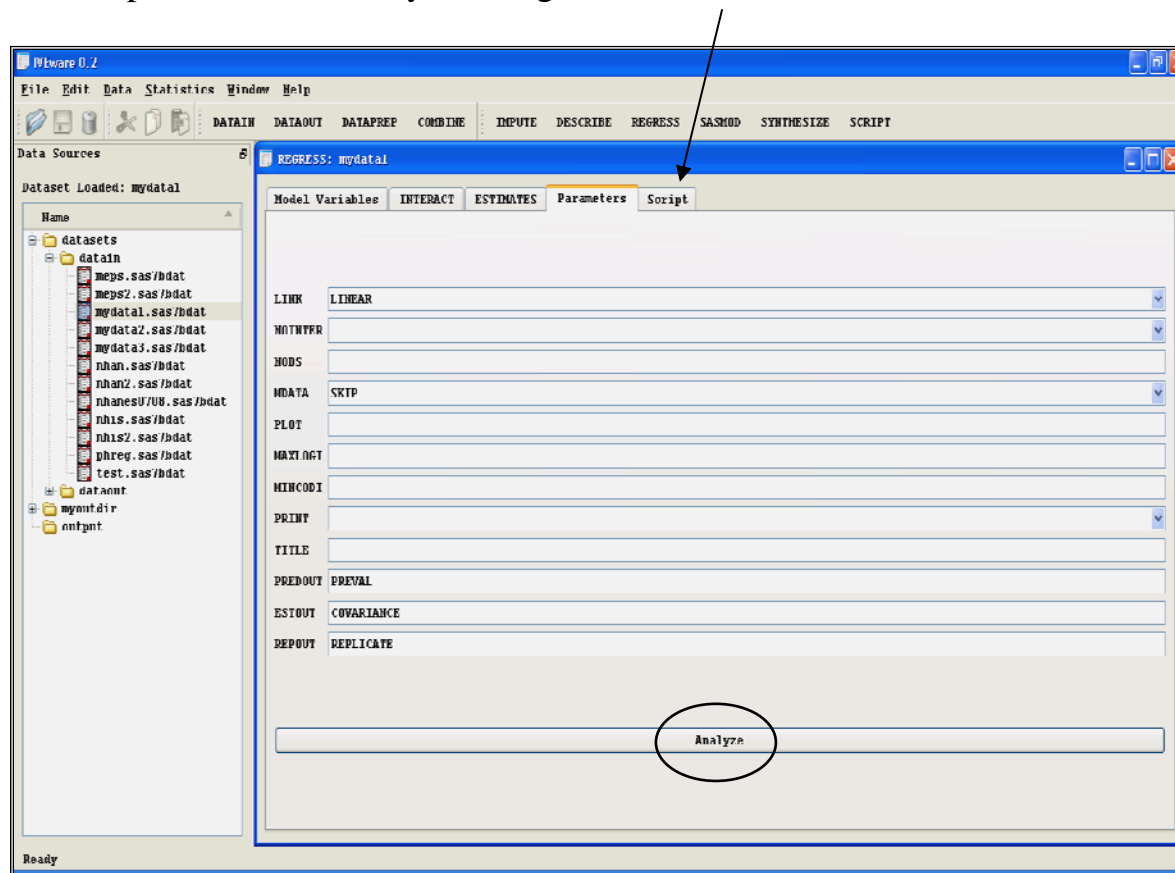 IVEware 0.2
File Edit Data Statistics Window Help
DATAIN DATAOUT DATAPREP COMBINE IMPUTE DESCRIBE REGRESS SASMOD SYNTHESIZE SCRIPT
Data Sources
REGRESS: mydata1
Dataset Loaded: mydata1
Model Variables INTERACT ESTIMATES Parameters Script
Name
datasets
datain
meps.sas7bdat
meps2.sas7bdat
mydata1.sas7bdat
mydata2.sas7bdat
mydata3.sas7bdat
nhan.sas7bdat
nhan2.sas7bdat
nhanes0708.sas7bdat
nhis.sas7bdat
nhis2.sas7bdat
phreg.sas7bdat
test.sas7bdat
dataout
myoutdir
output
LINK LINEAR
NOINTER
NOBS
MDATA SKIP
PLOT
MAXLOGI
MINCODI
PRINT
TITLE
PREDOUT PREVAL
ESTOUT COVARIANCE
REPOUT REPLICATE
Analyze
Ready